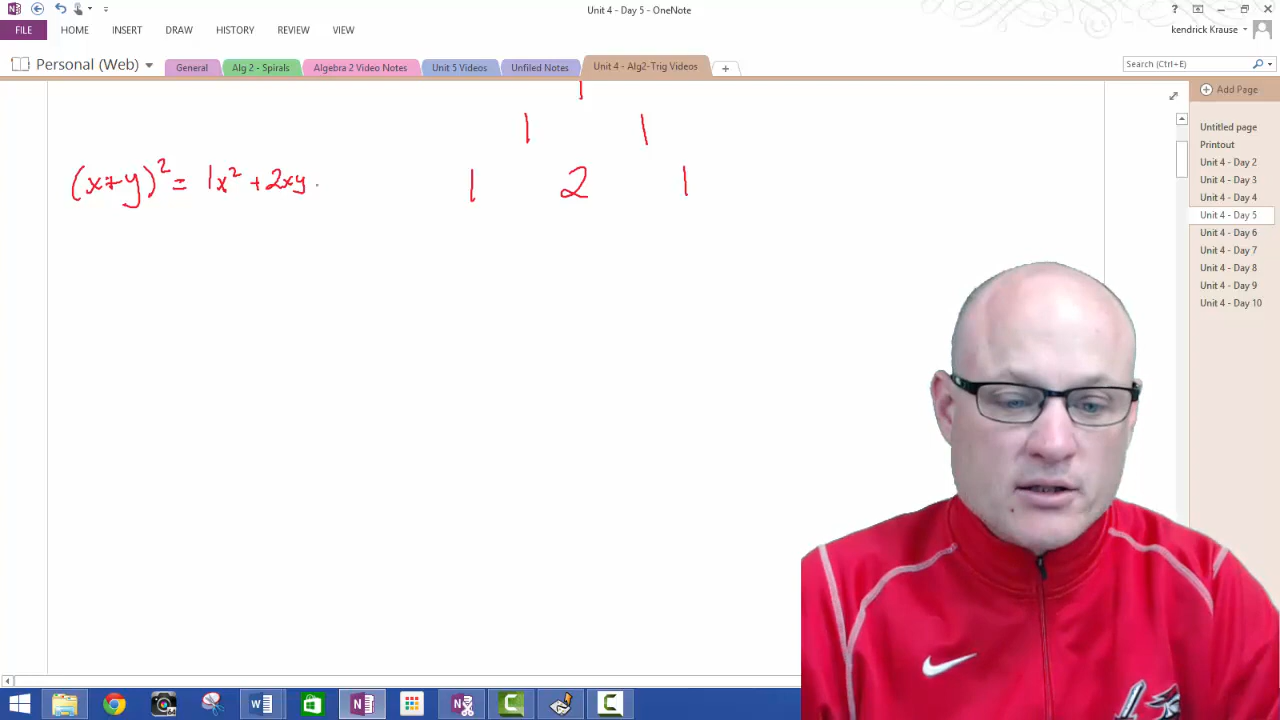 Unit 4 - Day 5 - OneNote
FILE HOME INSERT DRAW HISTORY REVIEW VIEW
kendrick Krause
Personal (Web) General Alg 2 - Spirals Algebra 2 Video Notes Unit 5 Videos Unfiled Notes Unit 4 - Alg2-Trig Videos
Search (Ctrl+E)
Add Page
Untitled page
Printout
Unit 4 - Day 2
Unit 4 - Day 3
Unit 4 - Day 4
Unit 4 - Day 5
Unit 4 - Day 6
Unit 4 - Day 7
Unit 4 - Day 8
Unit 4 - Day 9
Unit 4 - Day 10
1
1 1
(x+y)² = 1x² + 2xy
1 2 1